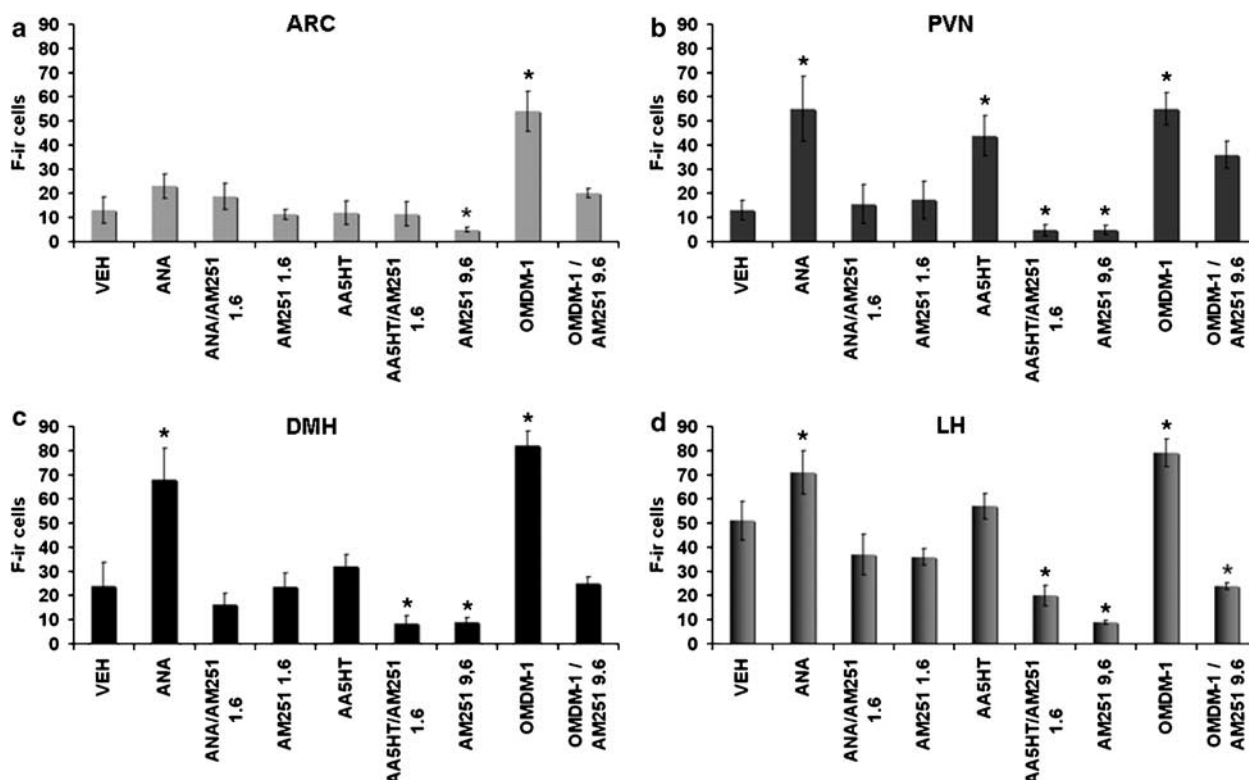 a
ARC
F-ir cells
90
80
70
60
50
40
30
20
10
0
*
*
VEH
ANA
ANA/AM251
1.6
AM251 1.6
AA5HT
AA5HT/AM251
1.6
AM251 9,6
OMDM-1
OMDM-1 /
AM251 9.6
b
PVN
F-ir cells
90
80
70
60
50
40
30
20
10
0
*
*
*
*
*
VEH
ANA
ANA/AM251
1.6
AM251 1.6
AA5HT
AA5HT/AM251
1.6
AM251 9,6
OMDM-1
OMDM-1 /
AM251 9.6
c
DMH
F-ir cells
90
80
70
60
50
40
30
20
10
0
*
*
*
*
VEH
ANA
ANA/AM251
1.6
AM251 1.6
AA5HT
AA5HT/AM251
1.6
AM251 9,6
OMDM-1
OMDM-1 /
AM251 9.6
d
LH
F-ir cells
90
80
70
60
50
40
30
20
10
0
*
*
*
*
*
VEH
ANA
ANA/AM251
1.6
AM251 1.6
AA5HT
AA5HT/AM251
1.6
AM251 9,6
OMDM-1
OMDM-1 /
AM251 9.6